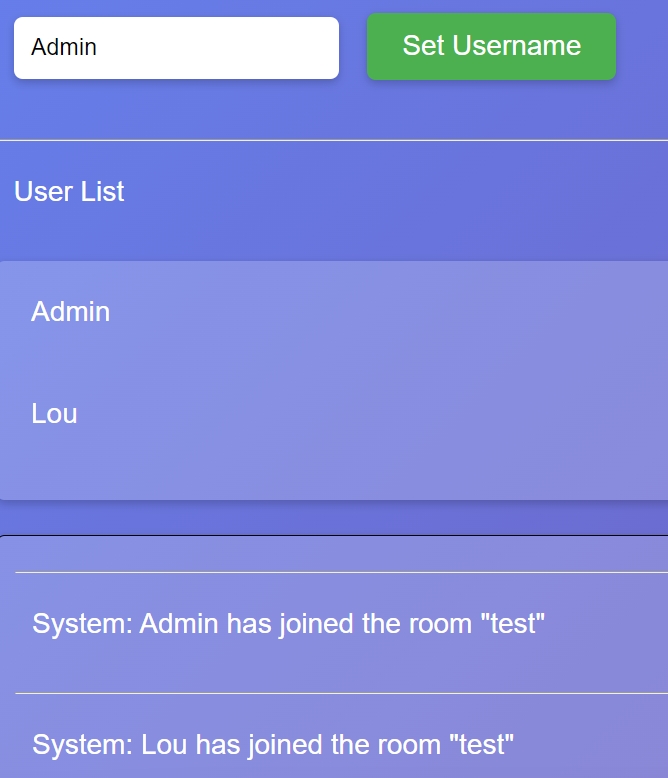 Admin
Set Username
User List
Admin
Lou
System: Admin has joined the room "test"
System: Lou has joined the room "test"